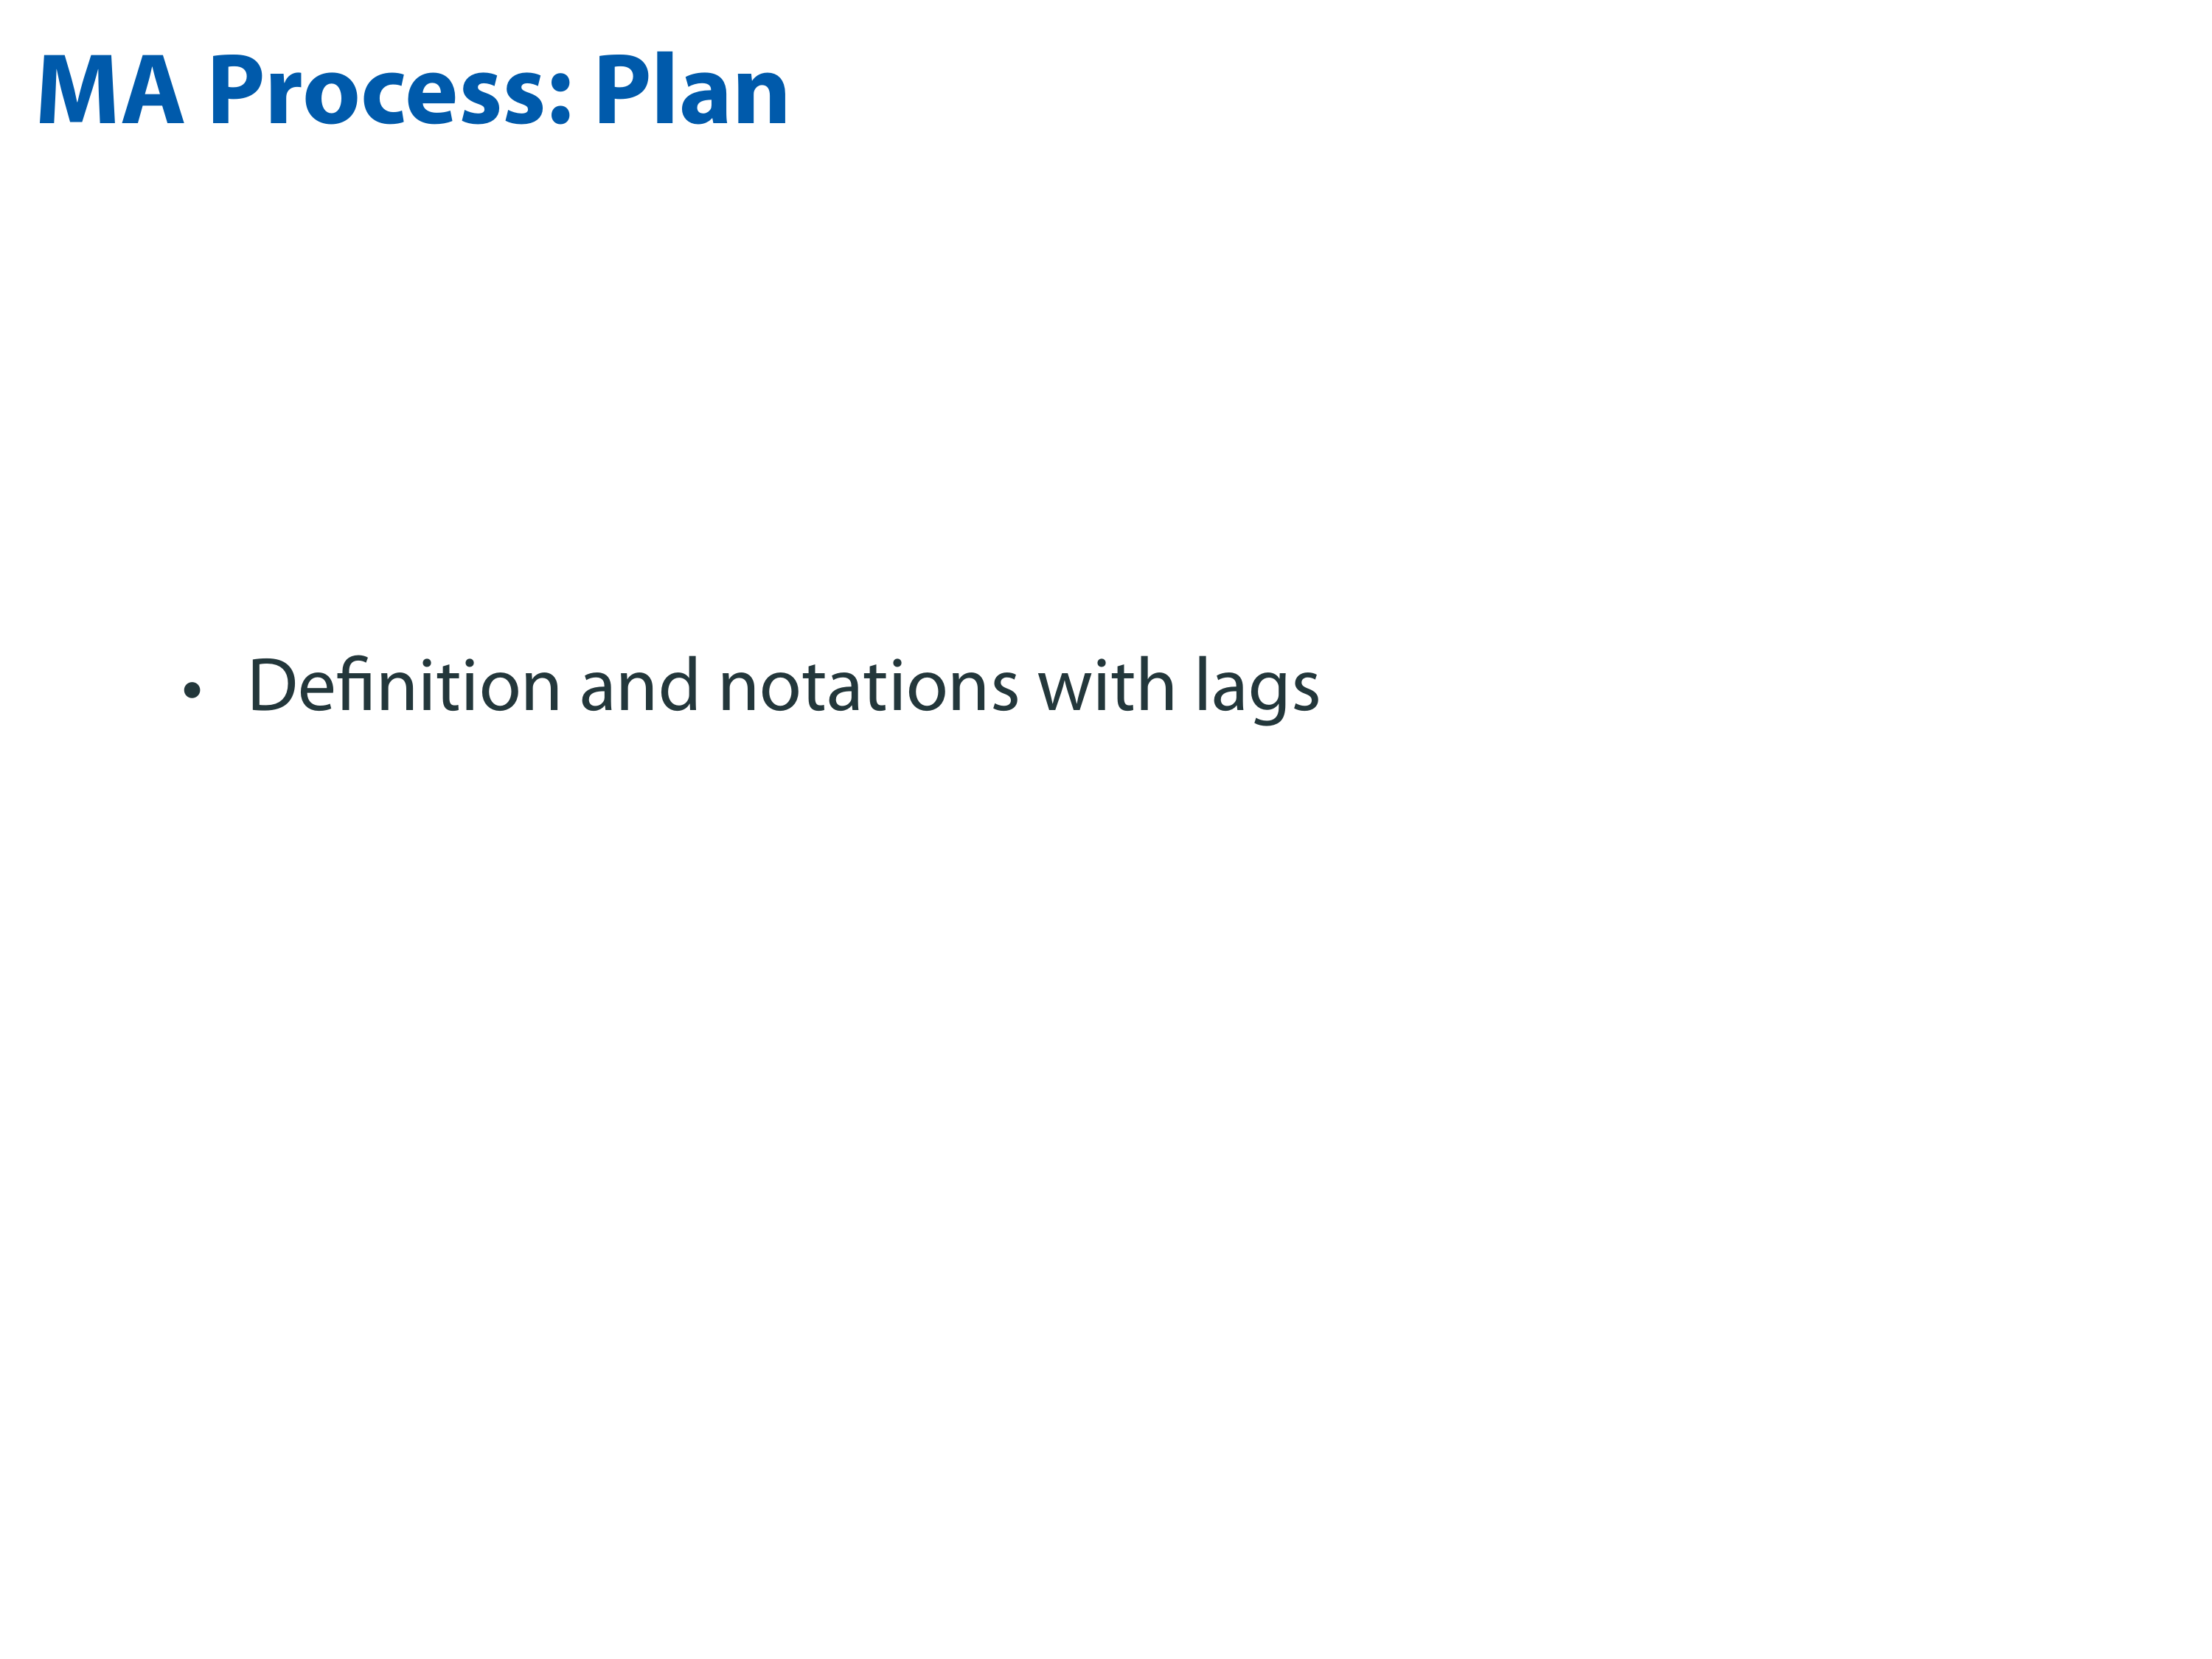 MA Process: Plan
• Definition and notations with lags